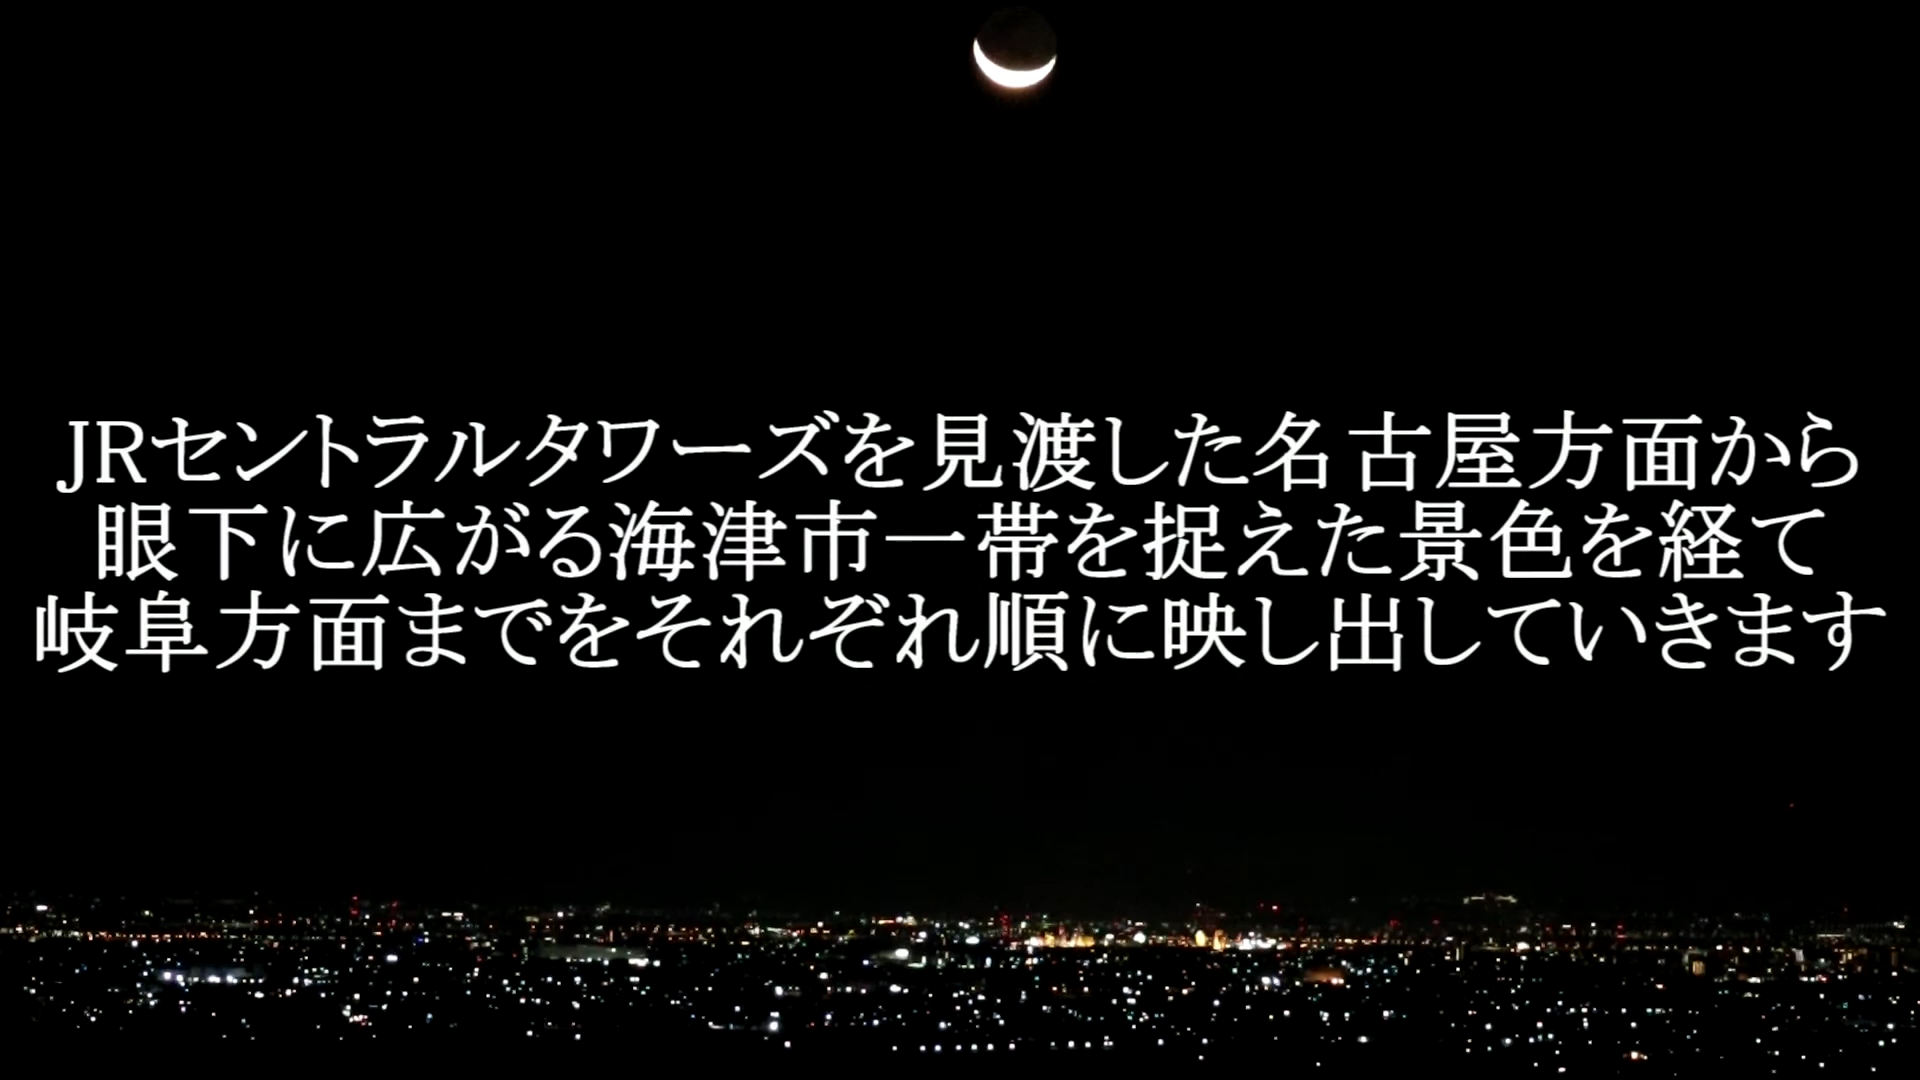 JRセントラルタワーズを見渡した名古屋方面から
眼下に広がる海津市一帯を捉えた景色を経て
岐阜方面までをそれぞれ順に映し出していきます